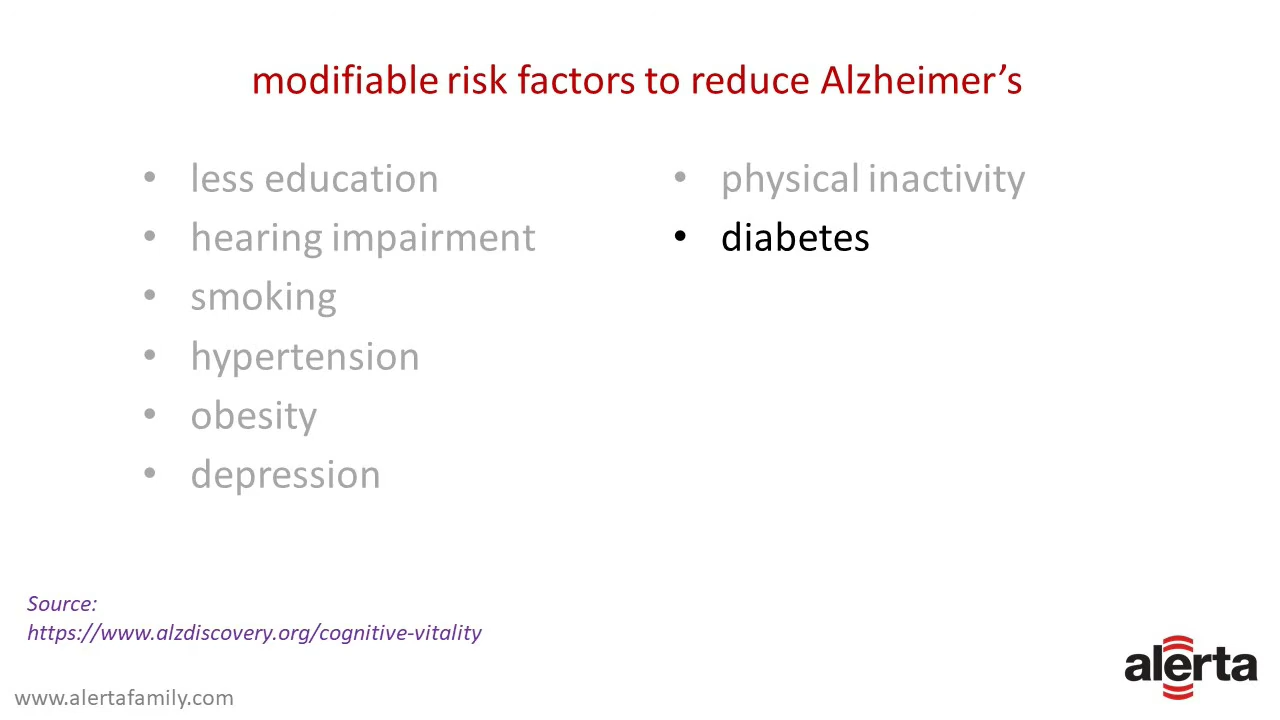 modifiable risk factors to reduce Alzheimer’s
• less education
• hearing impairment
• smoking
• hypertension
• obesity
• depression
• physical inactivity
• diabetes
Source:
https://www.alzdiscovery.org/cognitive-vitality
www.alertafamily.com
alerta